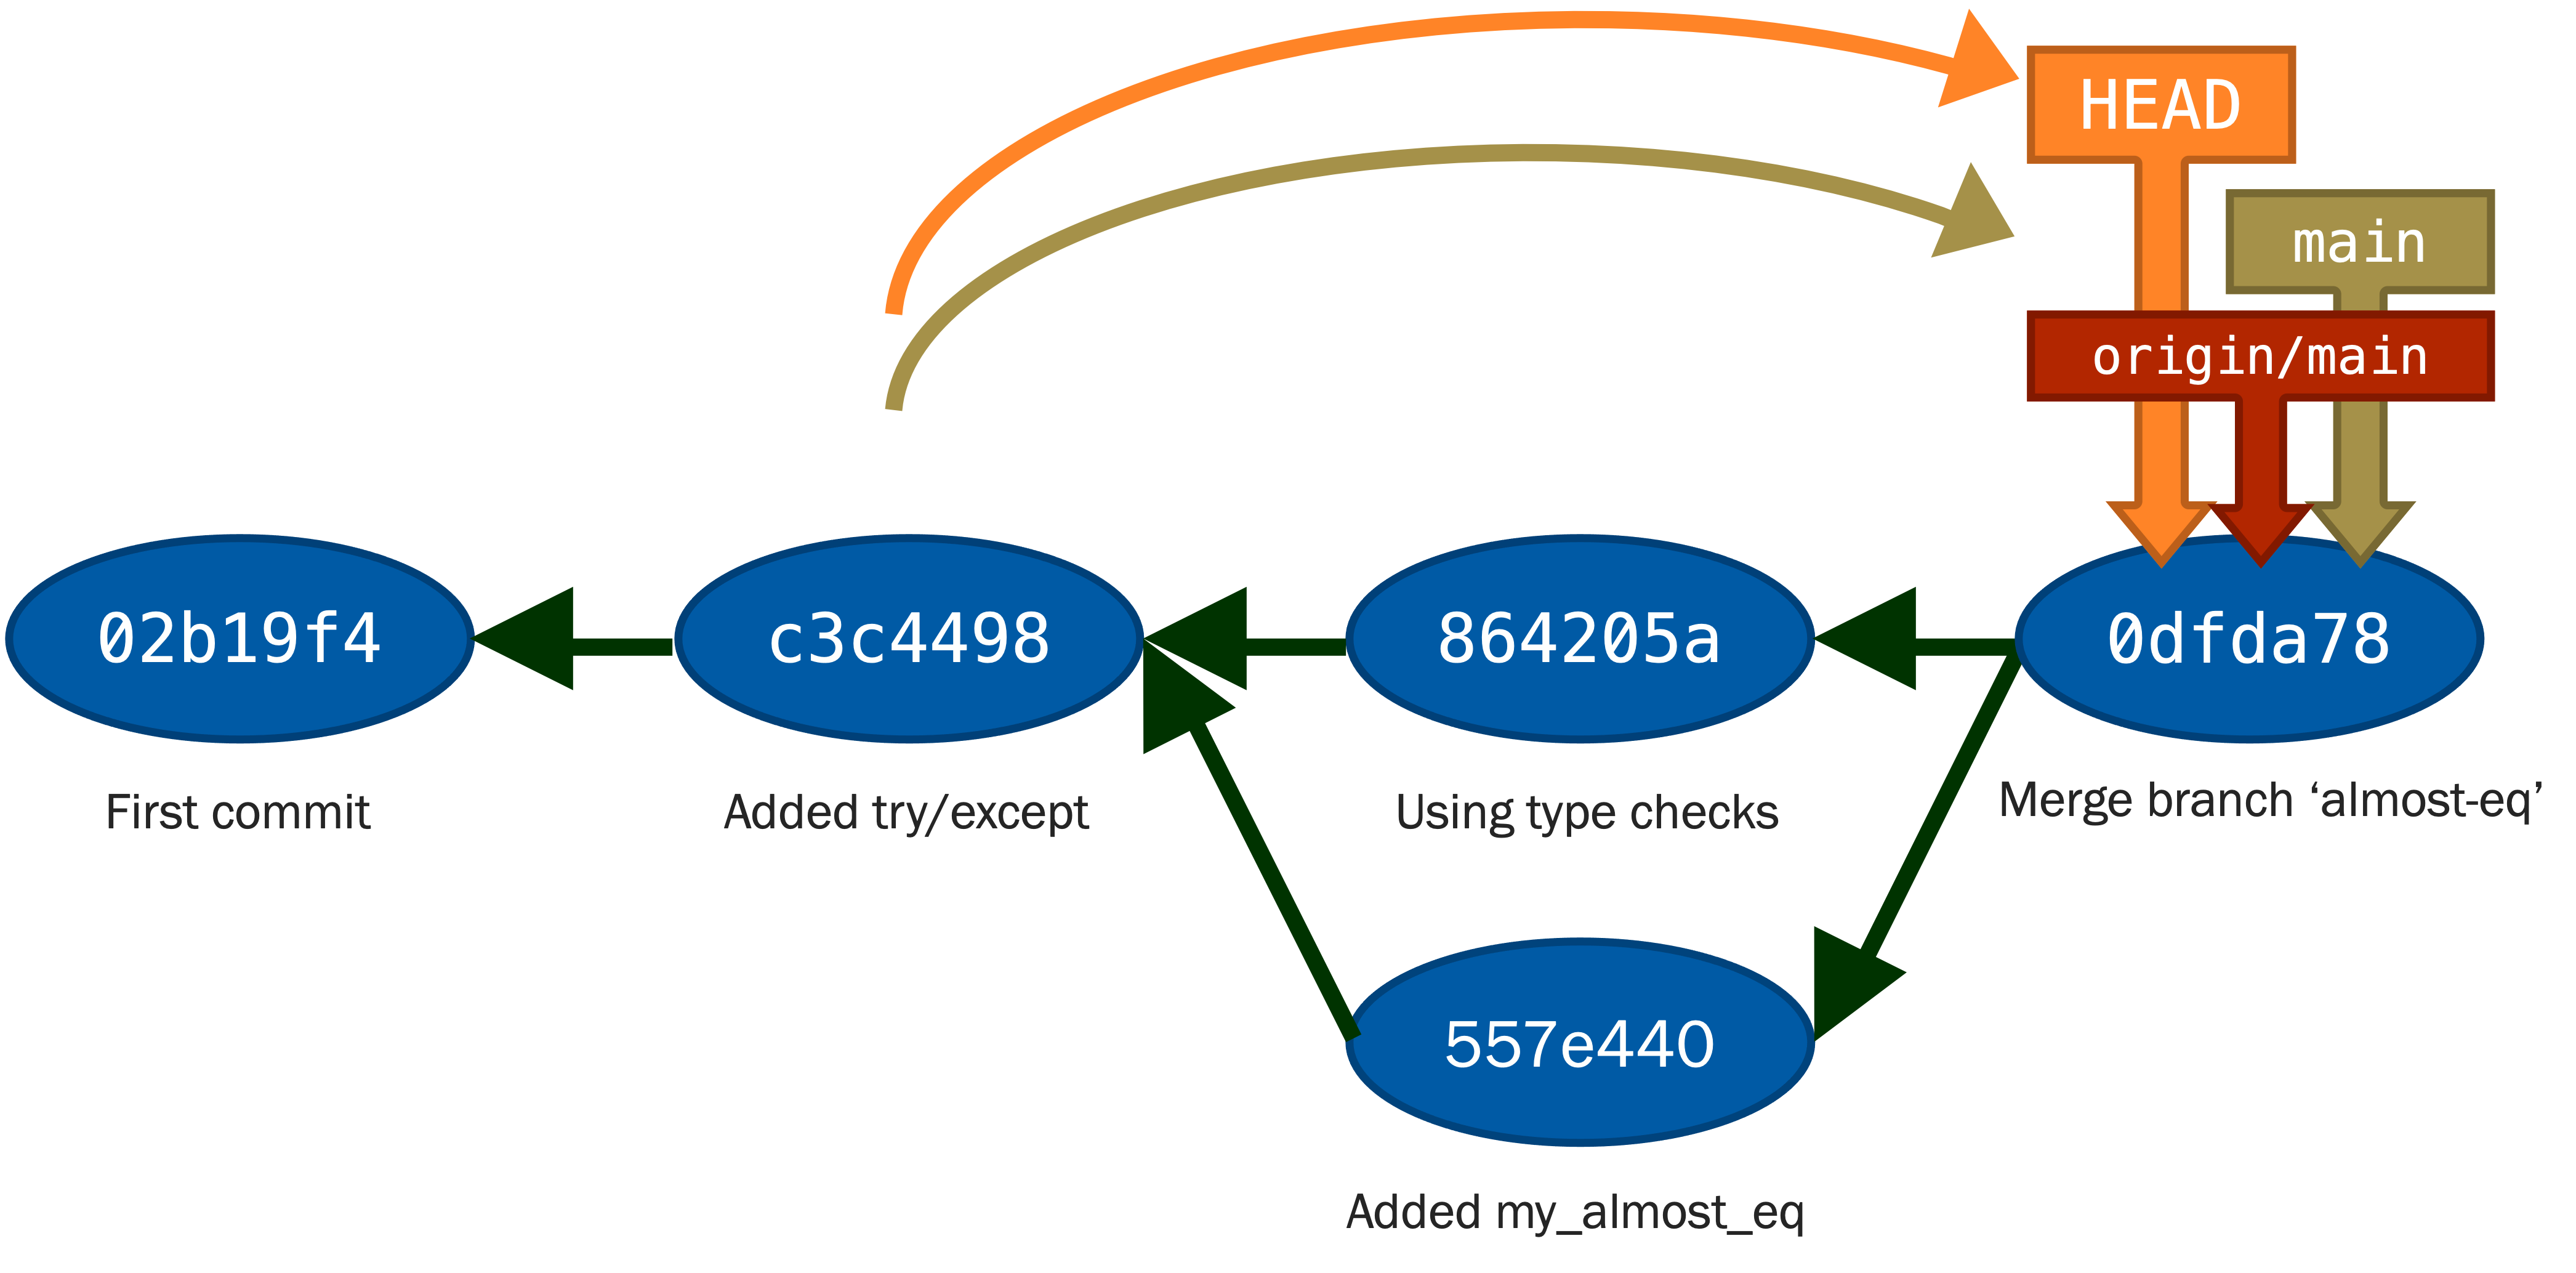 HEAD
main
origin/main
02b19f4
c3c4498
864205a
0dfda78
First commit
Added try/except
Using type checks
Merge branch ‘almost-eq’
557e440
Added my_almost_eq